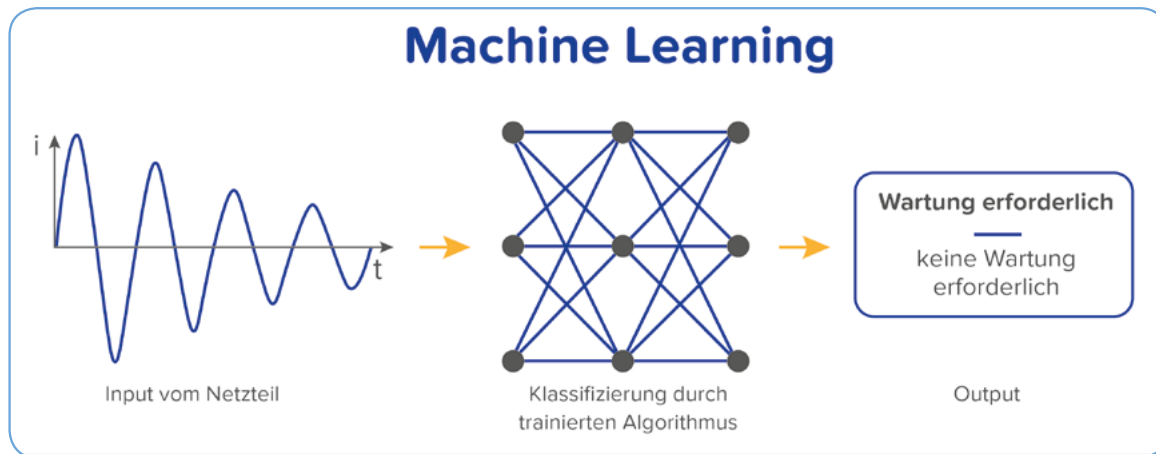 Machine Learning
i
t
Wartung erforderlich
keine Wartung
erforderlich
Input vom Netzteil
Klassifizierung durch
trainierten Algorithmus
Output